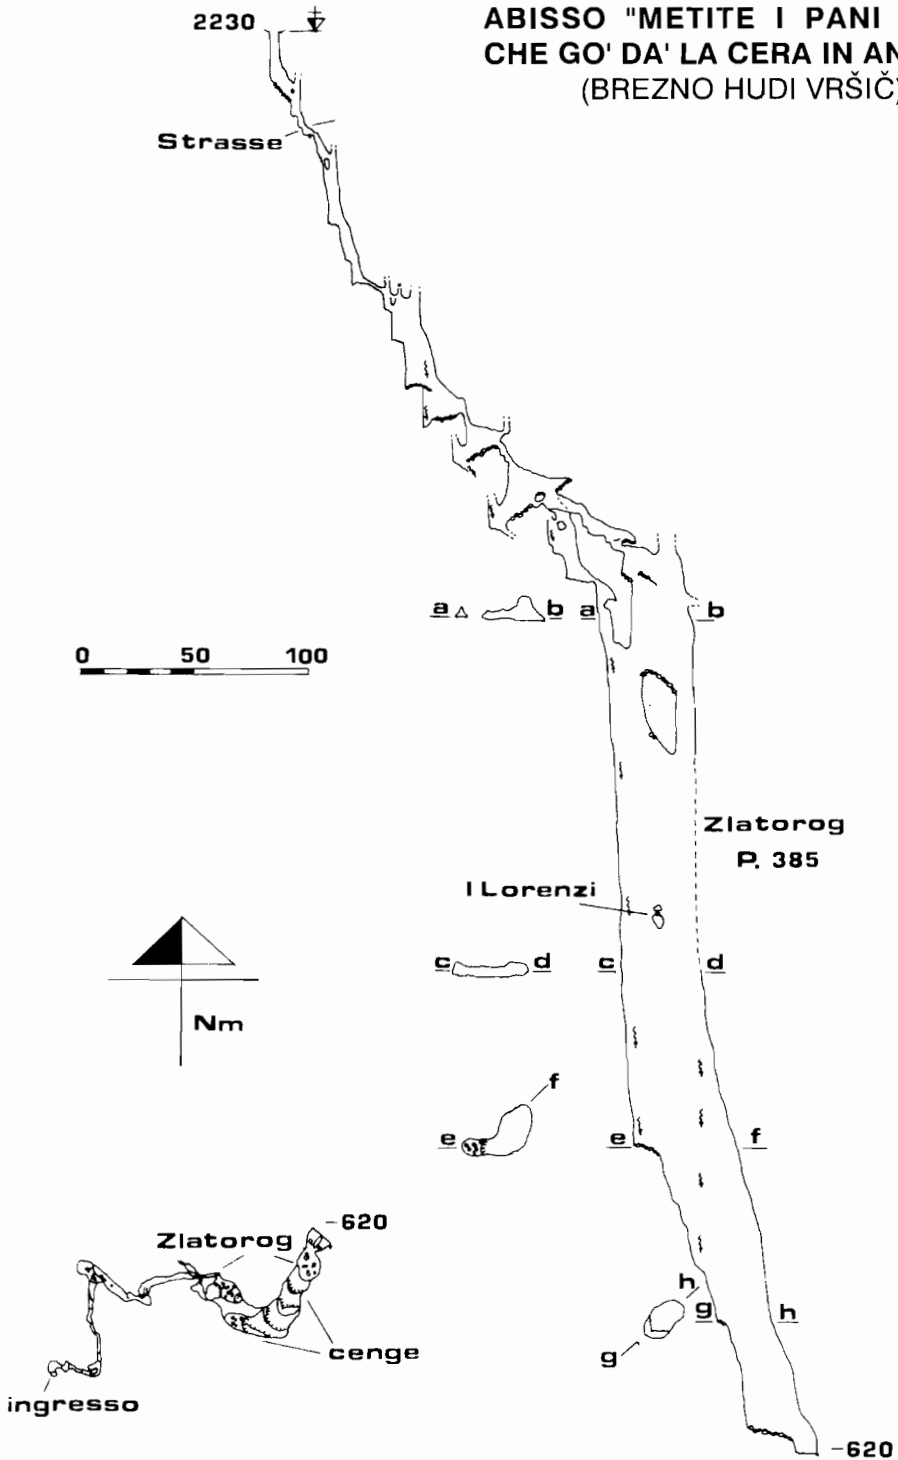 2230
ABISSO "METITE I PANI
CHE GO' DA' LA CERA IN AN
(BREZNO HUDI VRŠIČ)
Strasse
a b a b
0 50 100
Zlatorog
P. 385
I Lorenzi
c d c d
Nm
f
e e f
-620
Zlatorog
h
g h
g
cenge
ingresso
-620